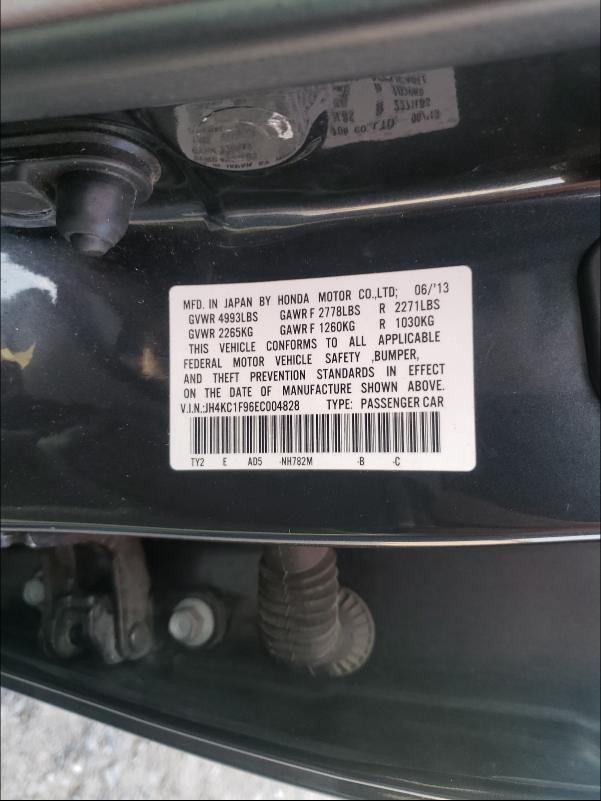 MFD. IN JAPAN BY HONDA MOTOR CO.,LTD; 06/'13
GVWR 4993LBS GAWR F 2778LBS R 2271LBS
GVWR 2265KG GAWR F 1260KG R 1030KG
THIS VEHICLE CONFORMS TO ALL APPLICABLE
FEDERAL MOTOR VEHICLE SAFETY ,BUMPER,
AND THEFT PREVENTION STANDARDS IN EFFECT
ON THE DATE OF MANUFACTURE SHOWN ABOVE.
V.I.N.:JH4KC1F96EC004828 TYPE: PASSENGER CAR
TY2 E AD5 -NH782M -B -C